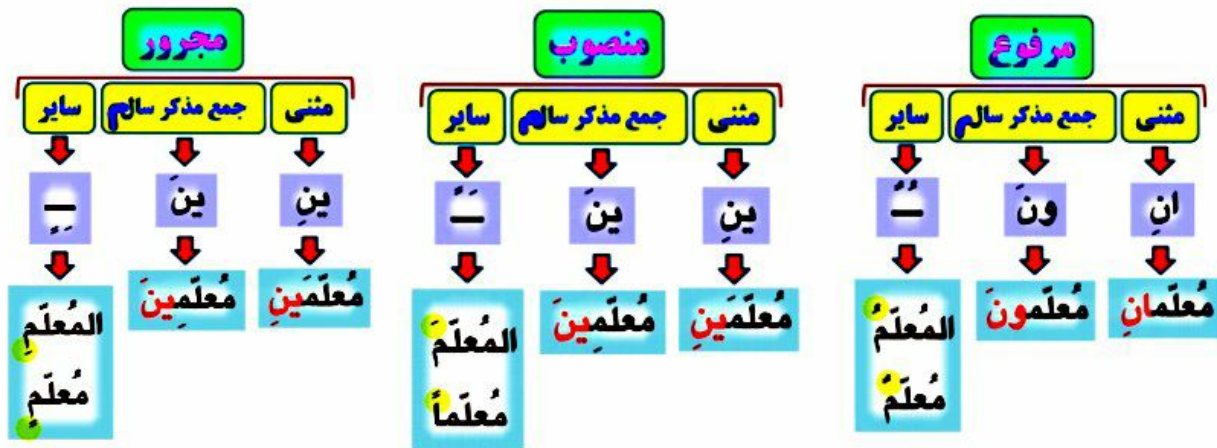 مرفوع
مثنی
جمع مذکر سالم
سایر
انِ
ونَ
ـُـٌ
مُعلّمانِ
مُعلّمونَ
المُعلّمُ
مُعلّمٌ
منصوب
مثنی
جمع مذکر سالم
سایر
ینِ
ینَ
ـَـً
مُعلّمَینِ
مُعلّمِینَ
المُعلّمَ
مُعلّماً
مجرور
مثنی
جمع مذکر سالم
سایر
ینِ
ینَ
ـِـٍ
مُعلّمَینِ
مُعلّمِینَ
المُعلّمِ
مُعلّمٍ